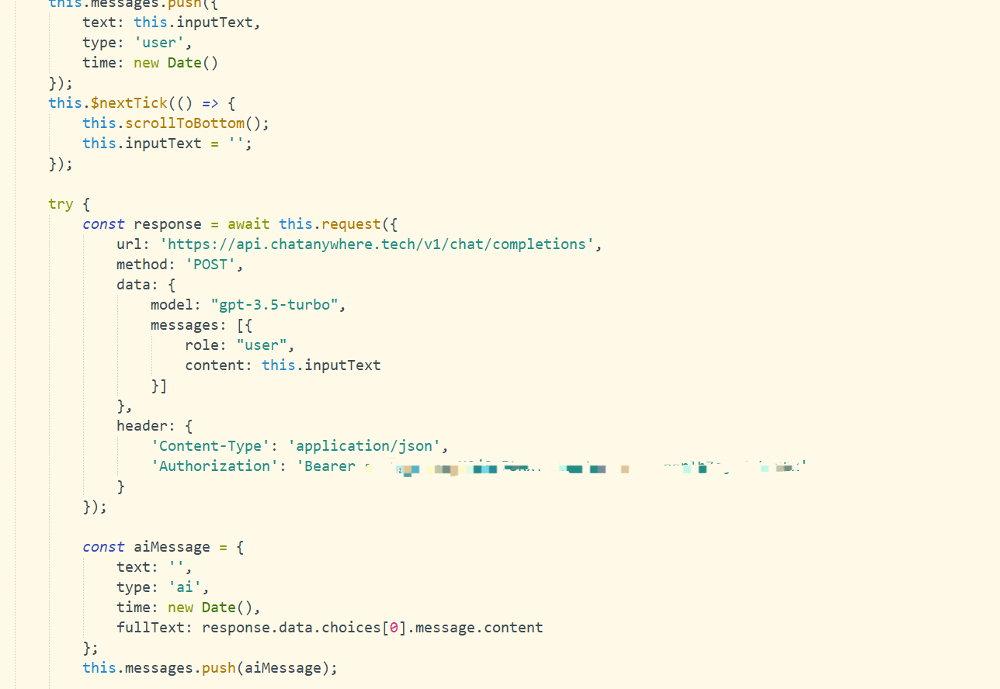 this.messages.push({
text: this.inputText,
type: 'user',
time: new Date()
});
this.$nextTick(() => {
this.scrollToBottom();
this.inputText = '';
});
try {
const response = await this.request({
url: 'https://api.chatanywhere.tech/v1/chat/completions',
method: 'POST',
data: {
model: "gpt-3.5-turbo",
messages: [{
role: "user",
content: this.inputText
}]
},
header: {
'Content-Type': 'application/json',
'Authorization': 'Bearer
}
});
const aiMessage = {
text: '',
type: 'ai',
time: new Date(),
fullText: response.data.choices[0].message.content
};
this.messages.push(aiMessage);